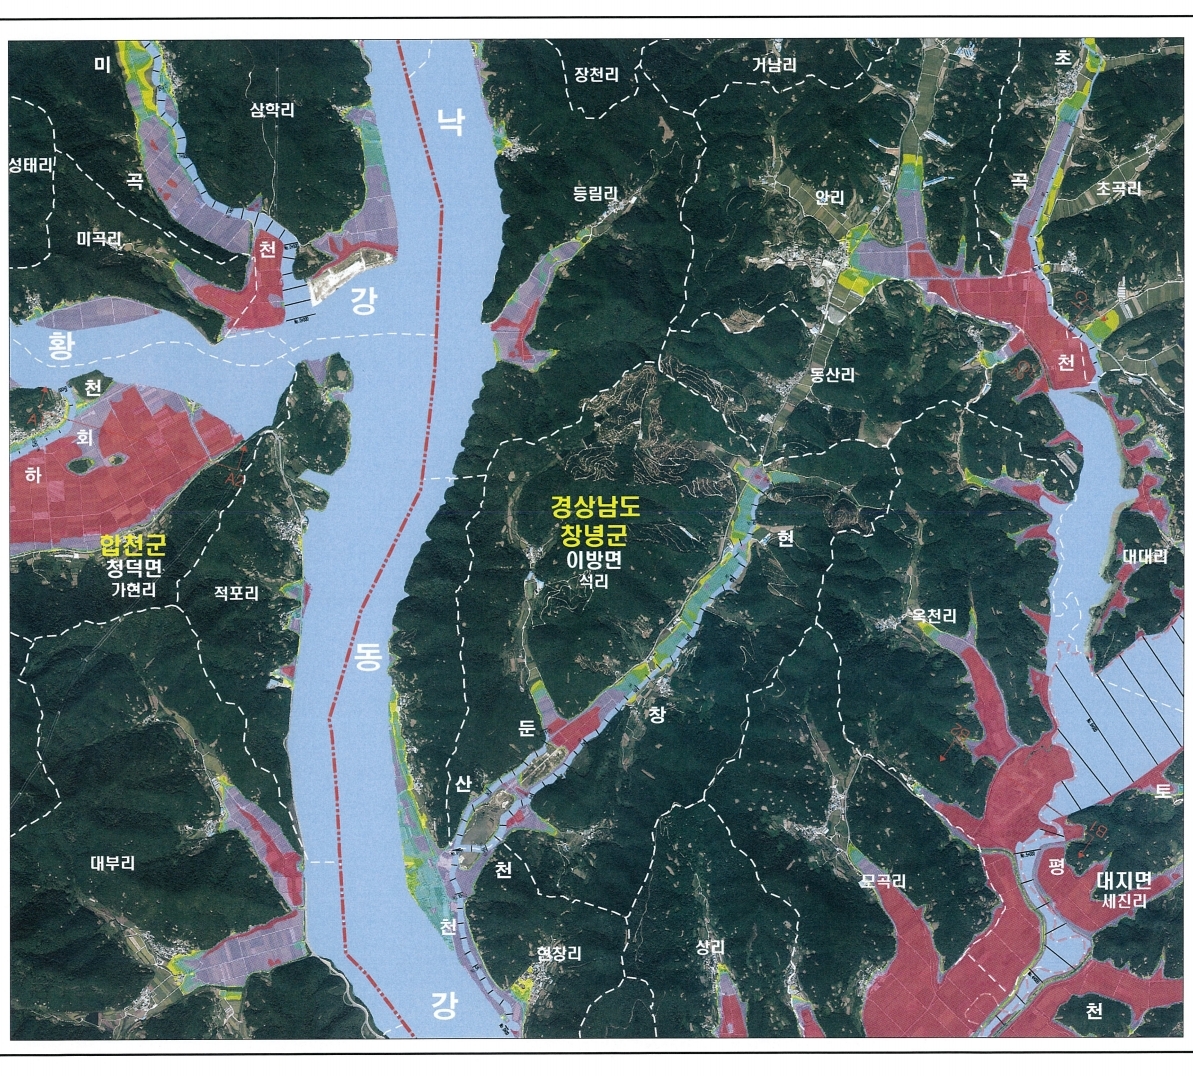 미
삼학리
낙
장천리
거남리
초
성태리
곡
등림리
안리
곡
초곡리
미곡리
천
강
황
천
동산리
천
회
하
A2
경상남도
창녕군
이방면
석리
현
합천군
청덕면
가현리
적포리
대대리
옥천리
동
창
둔
산
토
B1
대부리
천
모곡리
평
대지면
세진리
천
현창리
상리
강
천